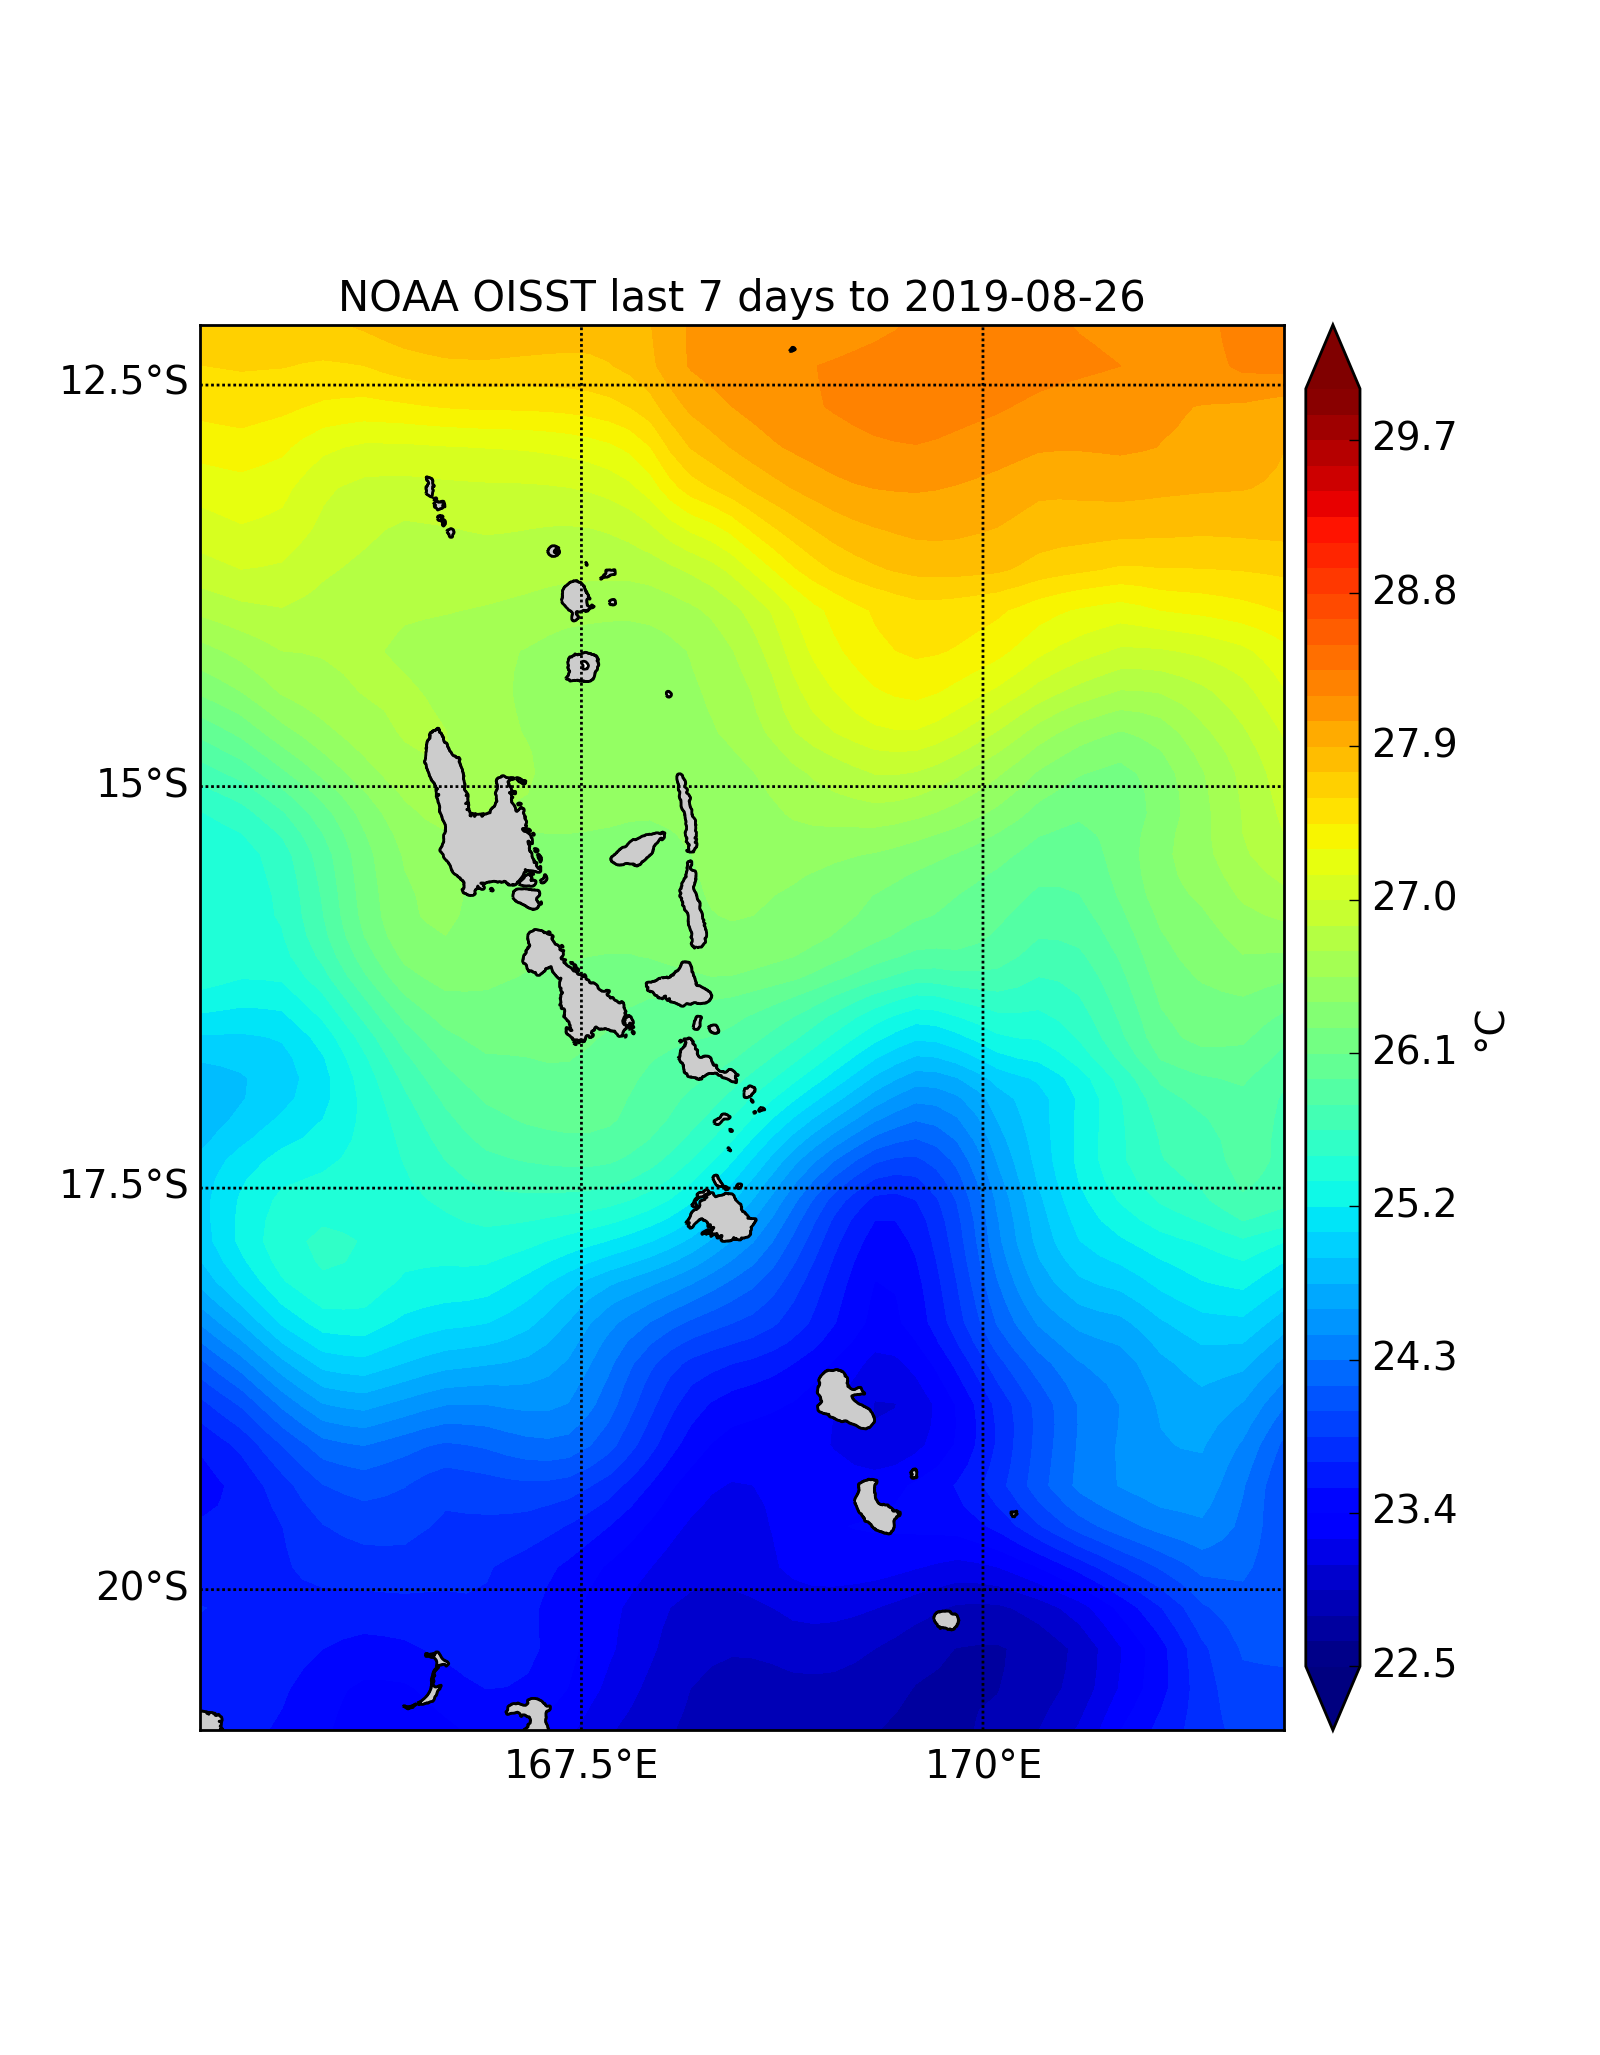 NOAA OISST last 7 days to 2019-08-26
12.5°S
15°S
17.5°S
20°S
167.5°E
170°E
29.7
28.8
27.9
27.0
26.1
25.2
24.3
23.4
22.5
°C